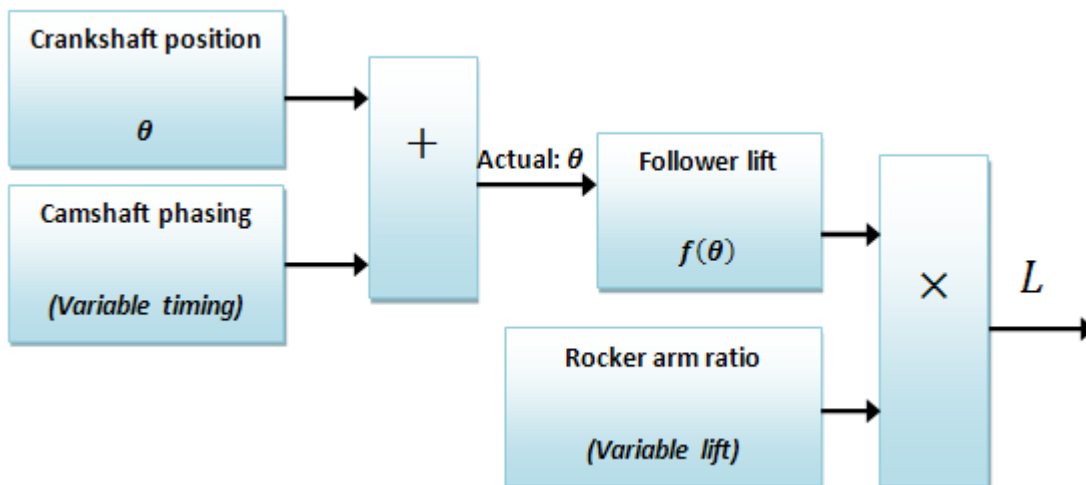 Crankshaft position
θ
+
Camshaft phasing
(Variable timing)
Actual: θ
Follower lift
f(θ)
Rocker arm ratio
(Variable lift)
×
L